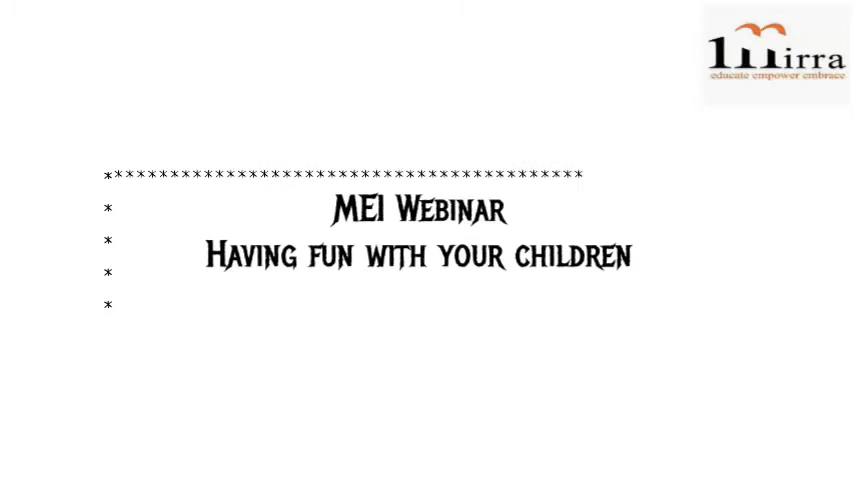 mirra
educate empower embrace
******************************************
*
MEI Webinar
*
Having fun with your children
*
*